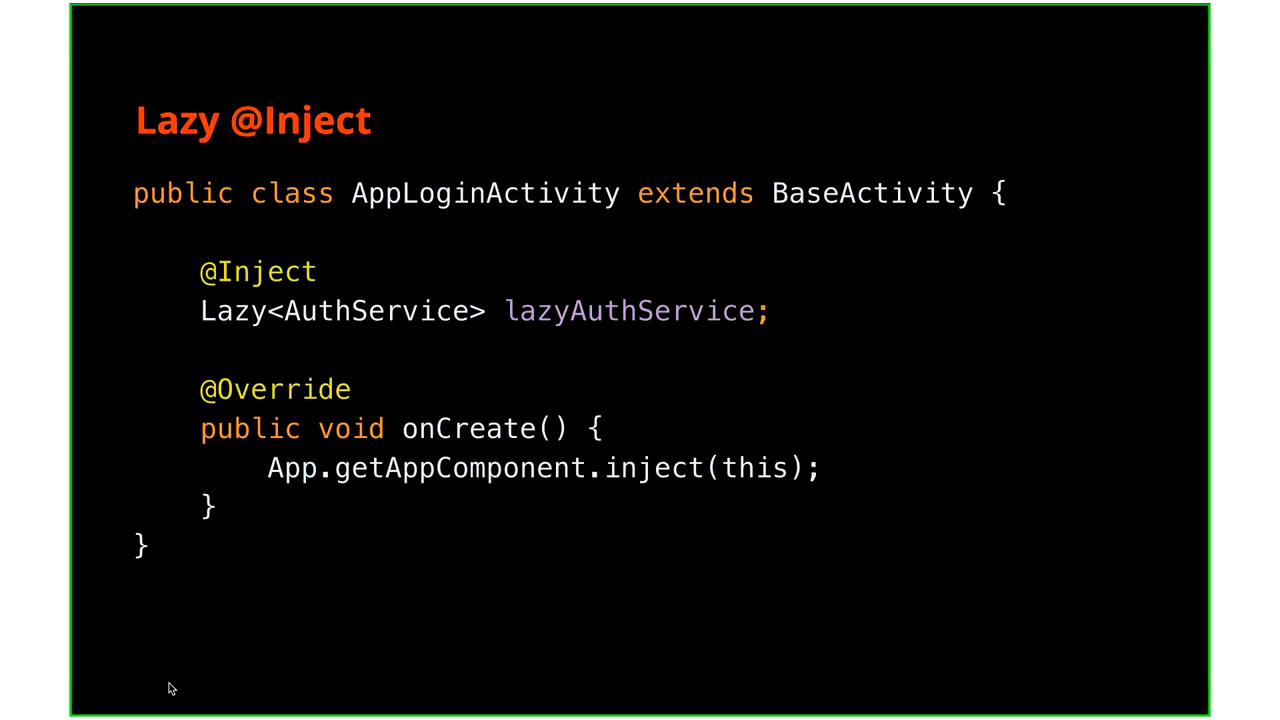 Lazy @Inject
public class AppLoginActivity extends BaseActivity {
@Inject
Lazy<AuthService> lazyAuthService;
@Override
public void onCreate() {
App.getAppComponent.inject(this);
}
}